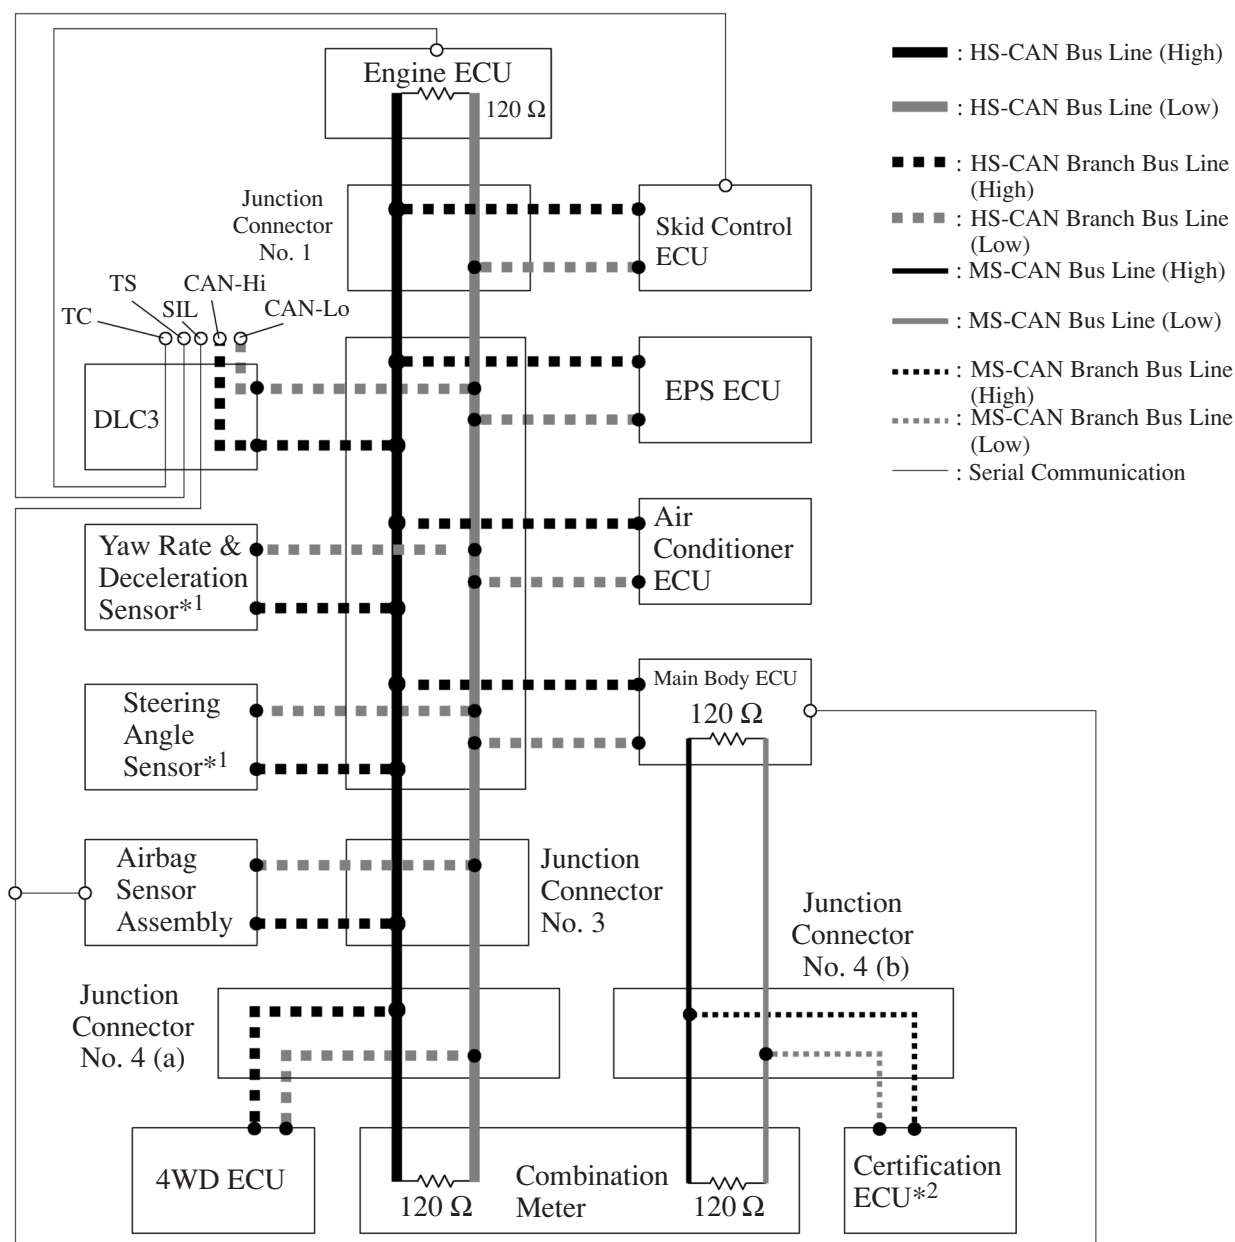 Engine ECU
120 Ω
: HS-CAN Bus Line (High)
: HS-CAN Bus Line (Low)
: HS-CAN Branch Bus Line
(High)
: HS-CAN Branch Bus Line
(Low)
: MS-CAN Bus Line (High)
: MS-CAN Bus Line (Low)
: MS-CAN Branch Bus Line
(High)
: MS-CAN Branch Bus Line
(Low)
: Serial Communication
Junction
Connector
No. 1
Skid Control
ECU
TC
TS
SIL
CAN-Hi
CAN-Lo
DLC3
EPS ECU
Yaw Rate &
Deceleration
Sensor*1
Air
Conditioner
ECU
Steering
Angle
Sensor*1
Main Body ECU
120 Ω
Airbag
Sensor
Assembly
Junction
Connector
No. 3
Junction
Connector
No. 4 (b)
Junction
Connector
No. 4 (a)
4WD ECU
120 Ω
Combination
Meter
120 Ω
Certification
ECU*2